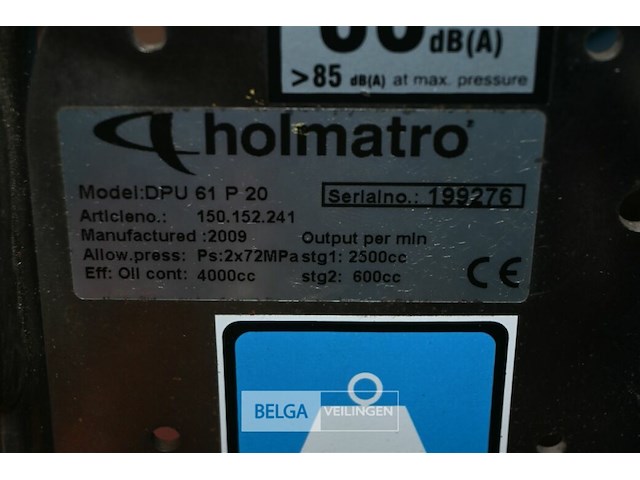 dB(A)
>85 dB(A) at max. pressure
holmatro
Model:DPU 61 P 20
Serialno.: 199276
Articleno.: 150.152.241
Manufactured :2009 Output per min
Allow.press: Ps:2x72MPa stg1: 2500cc
Eff: Oil cont: 4000cc stg2: 600cc
CE
BELGA VEILINGEN